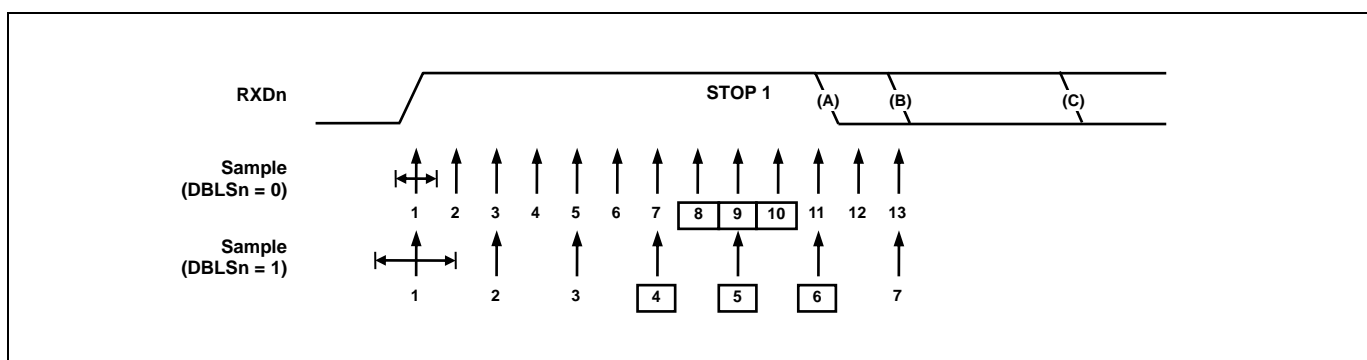 RXDn
STOP 1
(A)
(B)
(C)
Sample
(DBLSn = 0)
1 2 3 4 5 6 7 8 9 10 11 12 13
Sample
(DBLSn = 1)
1 2 3 4 5 6 7